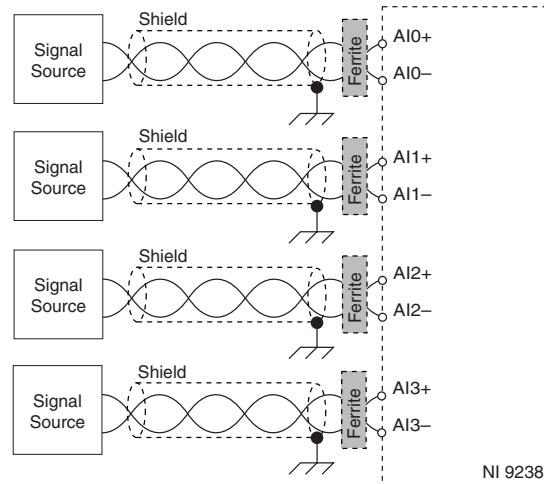 Shield
Signal
Source
Ferrite
AI0+
AI0–
Shield
Signal
Source
Ferrite
AI1+
AI1–
Shield
Signal
Source
Ferrite
AI2+
AI2–
Shield
Signal
Source
Ferrite
AI3+
AI3–
NI 9238